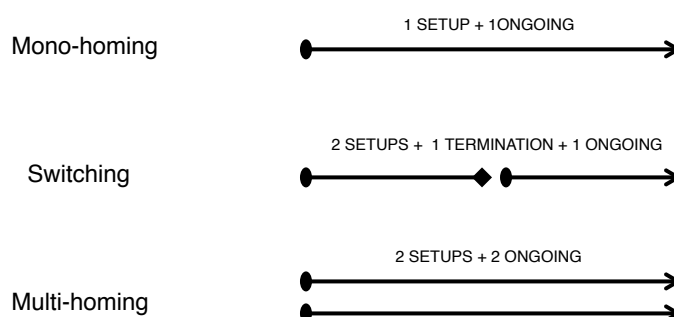 1 SETUP + 1ONGOING
Mono-homing
2 SETUPS +  1 TERMINATION + 1 ONGOING
Switching
2 SETUPS + 2 ONGOING
Multi-homing